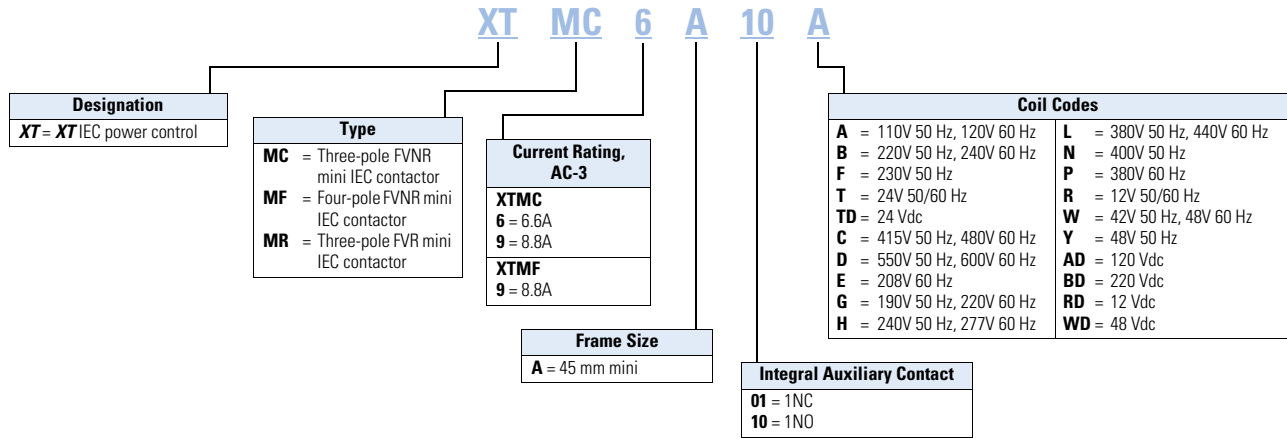 XT MC 6 A 10 A
Designation
XT = XT IEC power control
Type
MC = Three-pole FVNR
mini IEC contactor
MF = Four-pole FVNR mini
IEC contactor
MR = Three-pole FVR mini
IEC contactor
Current Rating,
AC-3
XTMC
6 = 6.6A
9 = 8.8A
XTMF
9 = 8.8A
Frame Size
A = 45 mm mini
Integral Auxiliary Contact
01 = 1NC
10 = 1NO
Coil Codes
A = 110V 50 Hz, 120V 60 Hz
B = 220V 50 Hz, 240V 60 Hz
F = 230V 50 Hz
T = 24V 50/60 Hz
TD = 24 Vdc
C = 415V 50 Hz, 480V 60 Hz
D = 550V 50 Hz, 600V 60 Hz
E = 208V 60 Hz
G = 190V 50 Hz, 220V 60 Hz
H = 240V 50 Hz, 277V 60 Hz
L = 380V 50 Hz, 440V 60 Hz
N = 400V 50 Hz
P = 380V 60 Hz
R = 12V 50/60 Hz
W = 42V 50 Hz, 48V 60 Hz
Y = 48V 50 Hz
AD = 120 Vdc
BD = 220 Vdc
RD = 12 Vdc
WD = 48 Vdc